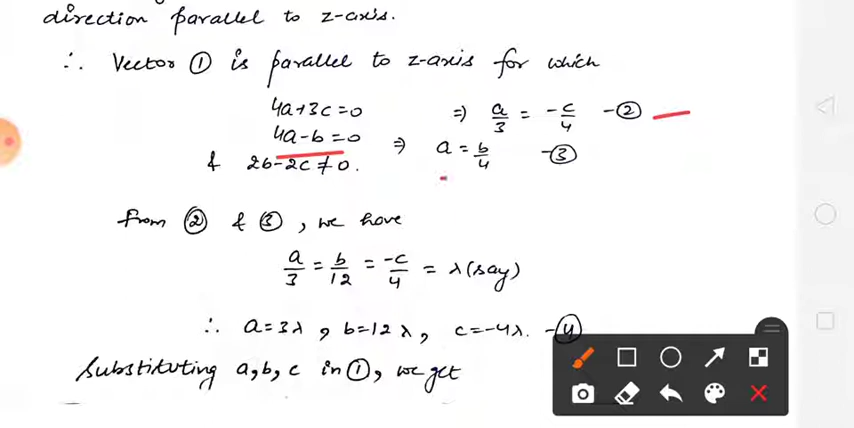 direction parallel to z-axis.
∴ Vector ① is parallel to z-axis for which
4a+3c=0 ⇒ a/3 = -c/4 -②
4a-b=0 ⇒ a = b/4 -③
& 2b-2c≠0.
From ② & ③, we have
a/3 = b/12 = -c/4 = λ(say)
∴ a=3λ, b=12λ, c=-4λ. -④
Substituting a,b,c in ①, we get